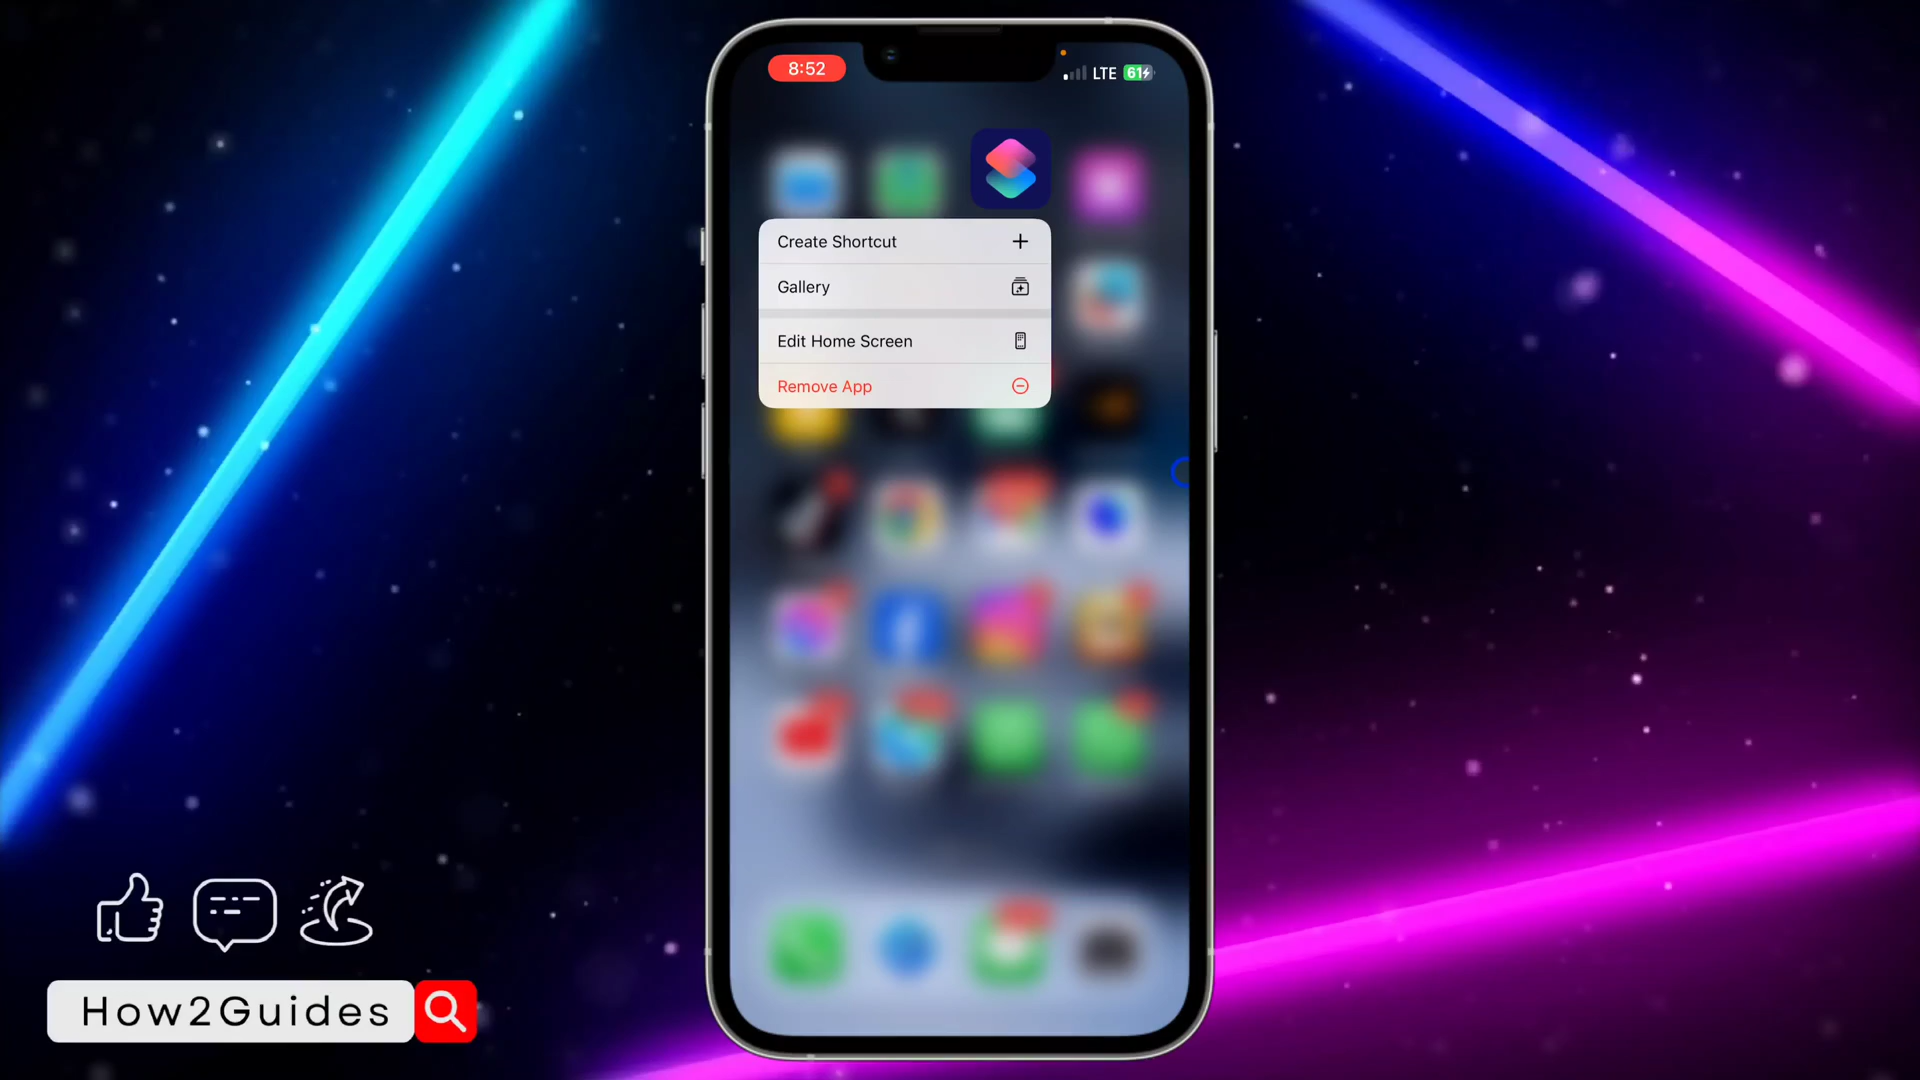 8:52
LTE 61
Create Shortcut
Gallery
Edit Home Screen
Remove App
How2Guides